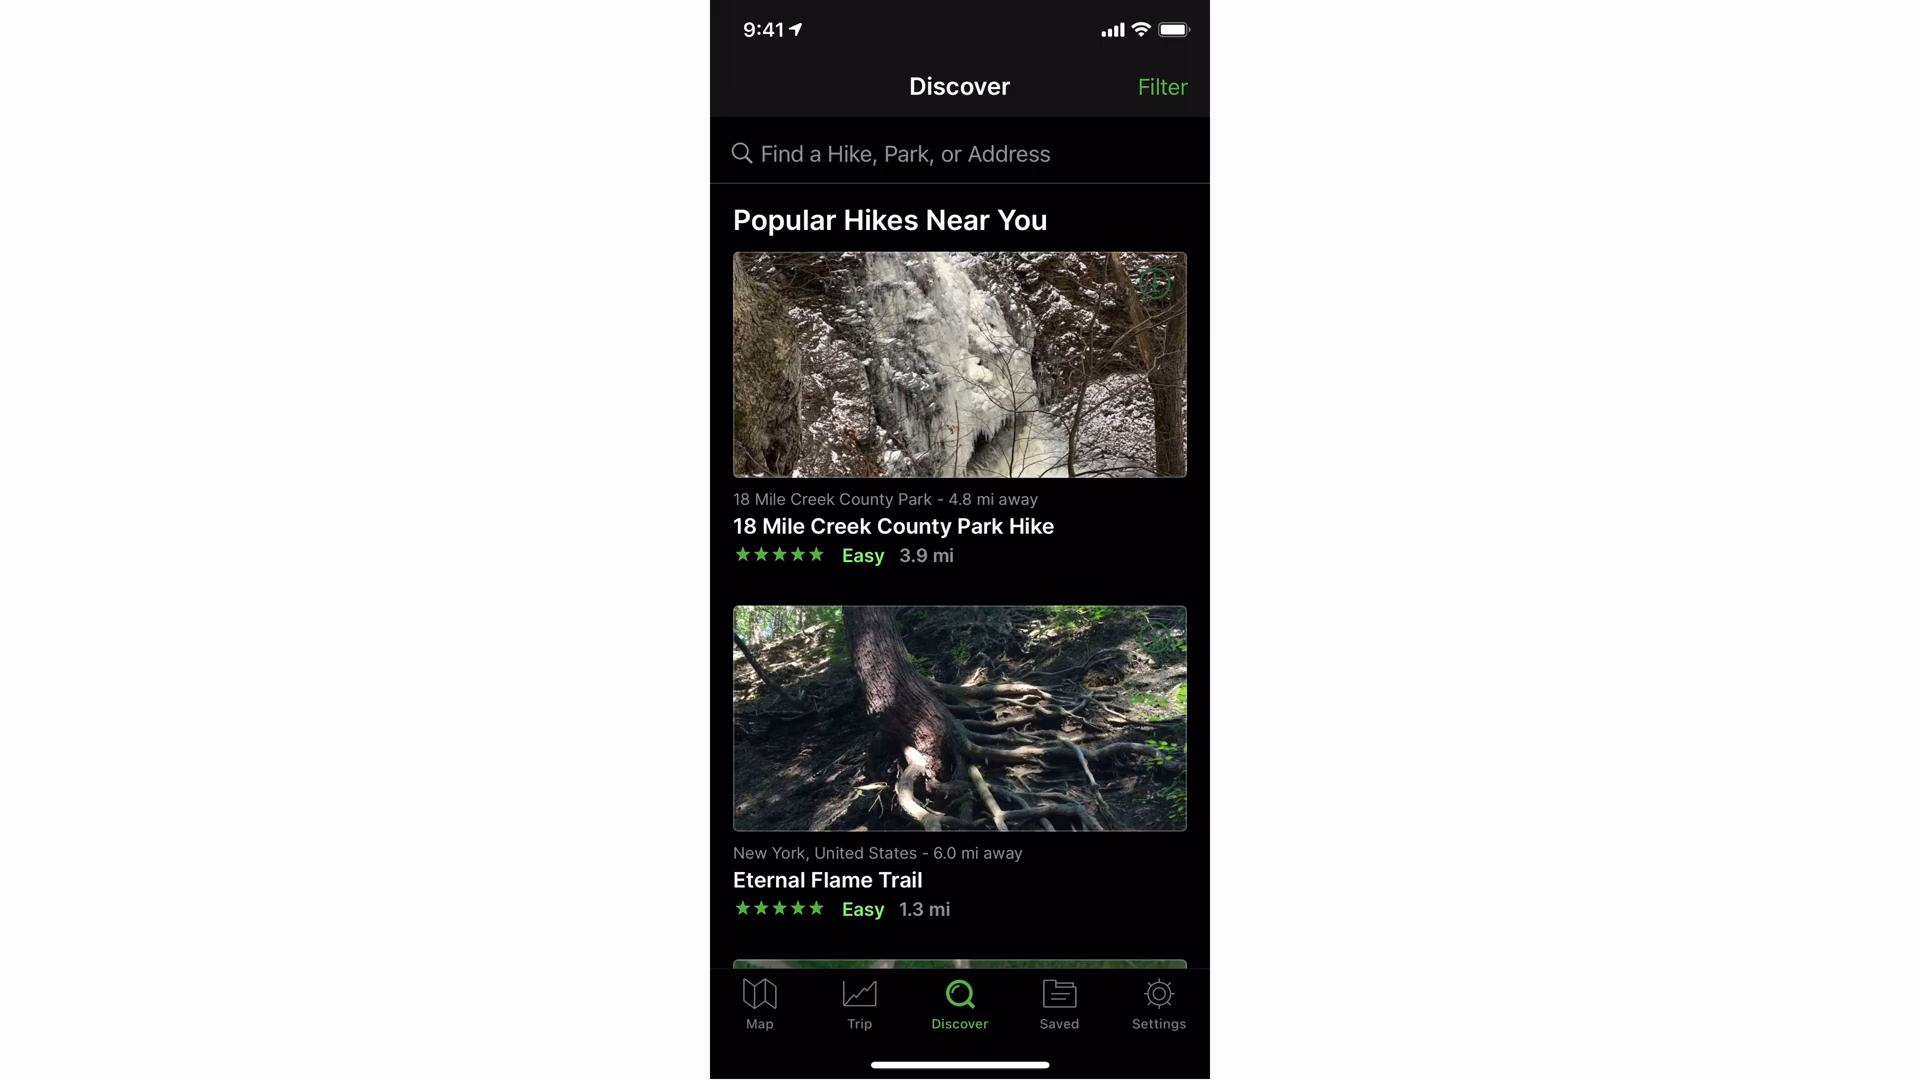 9:41
Discover
Filter
Find a Hike, Park, or Address
Popular Hikes Near You
18 Mile Creek County Park - 4.8 mi away
18 Mile Creek County Park Hike
Easy 3.9 mi
New York, United States - 6.0 mi away
Eternal Flame Trail
Easy 1.3 mi
Map
Trip
Discover
Saved
Settings